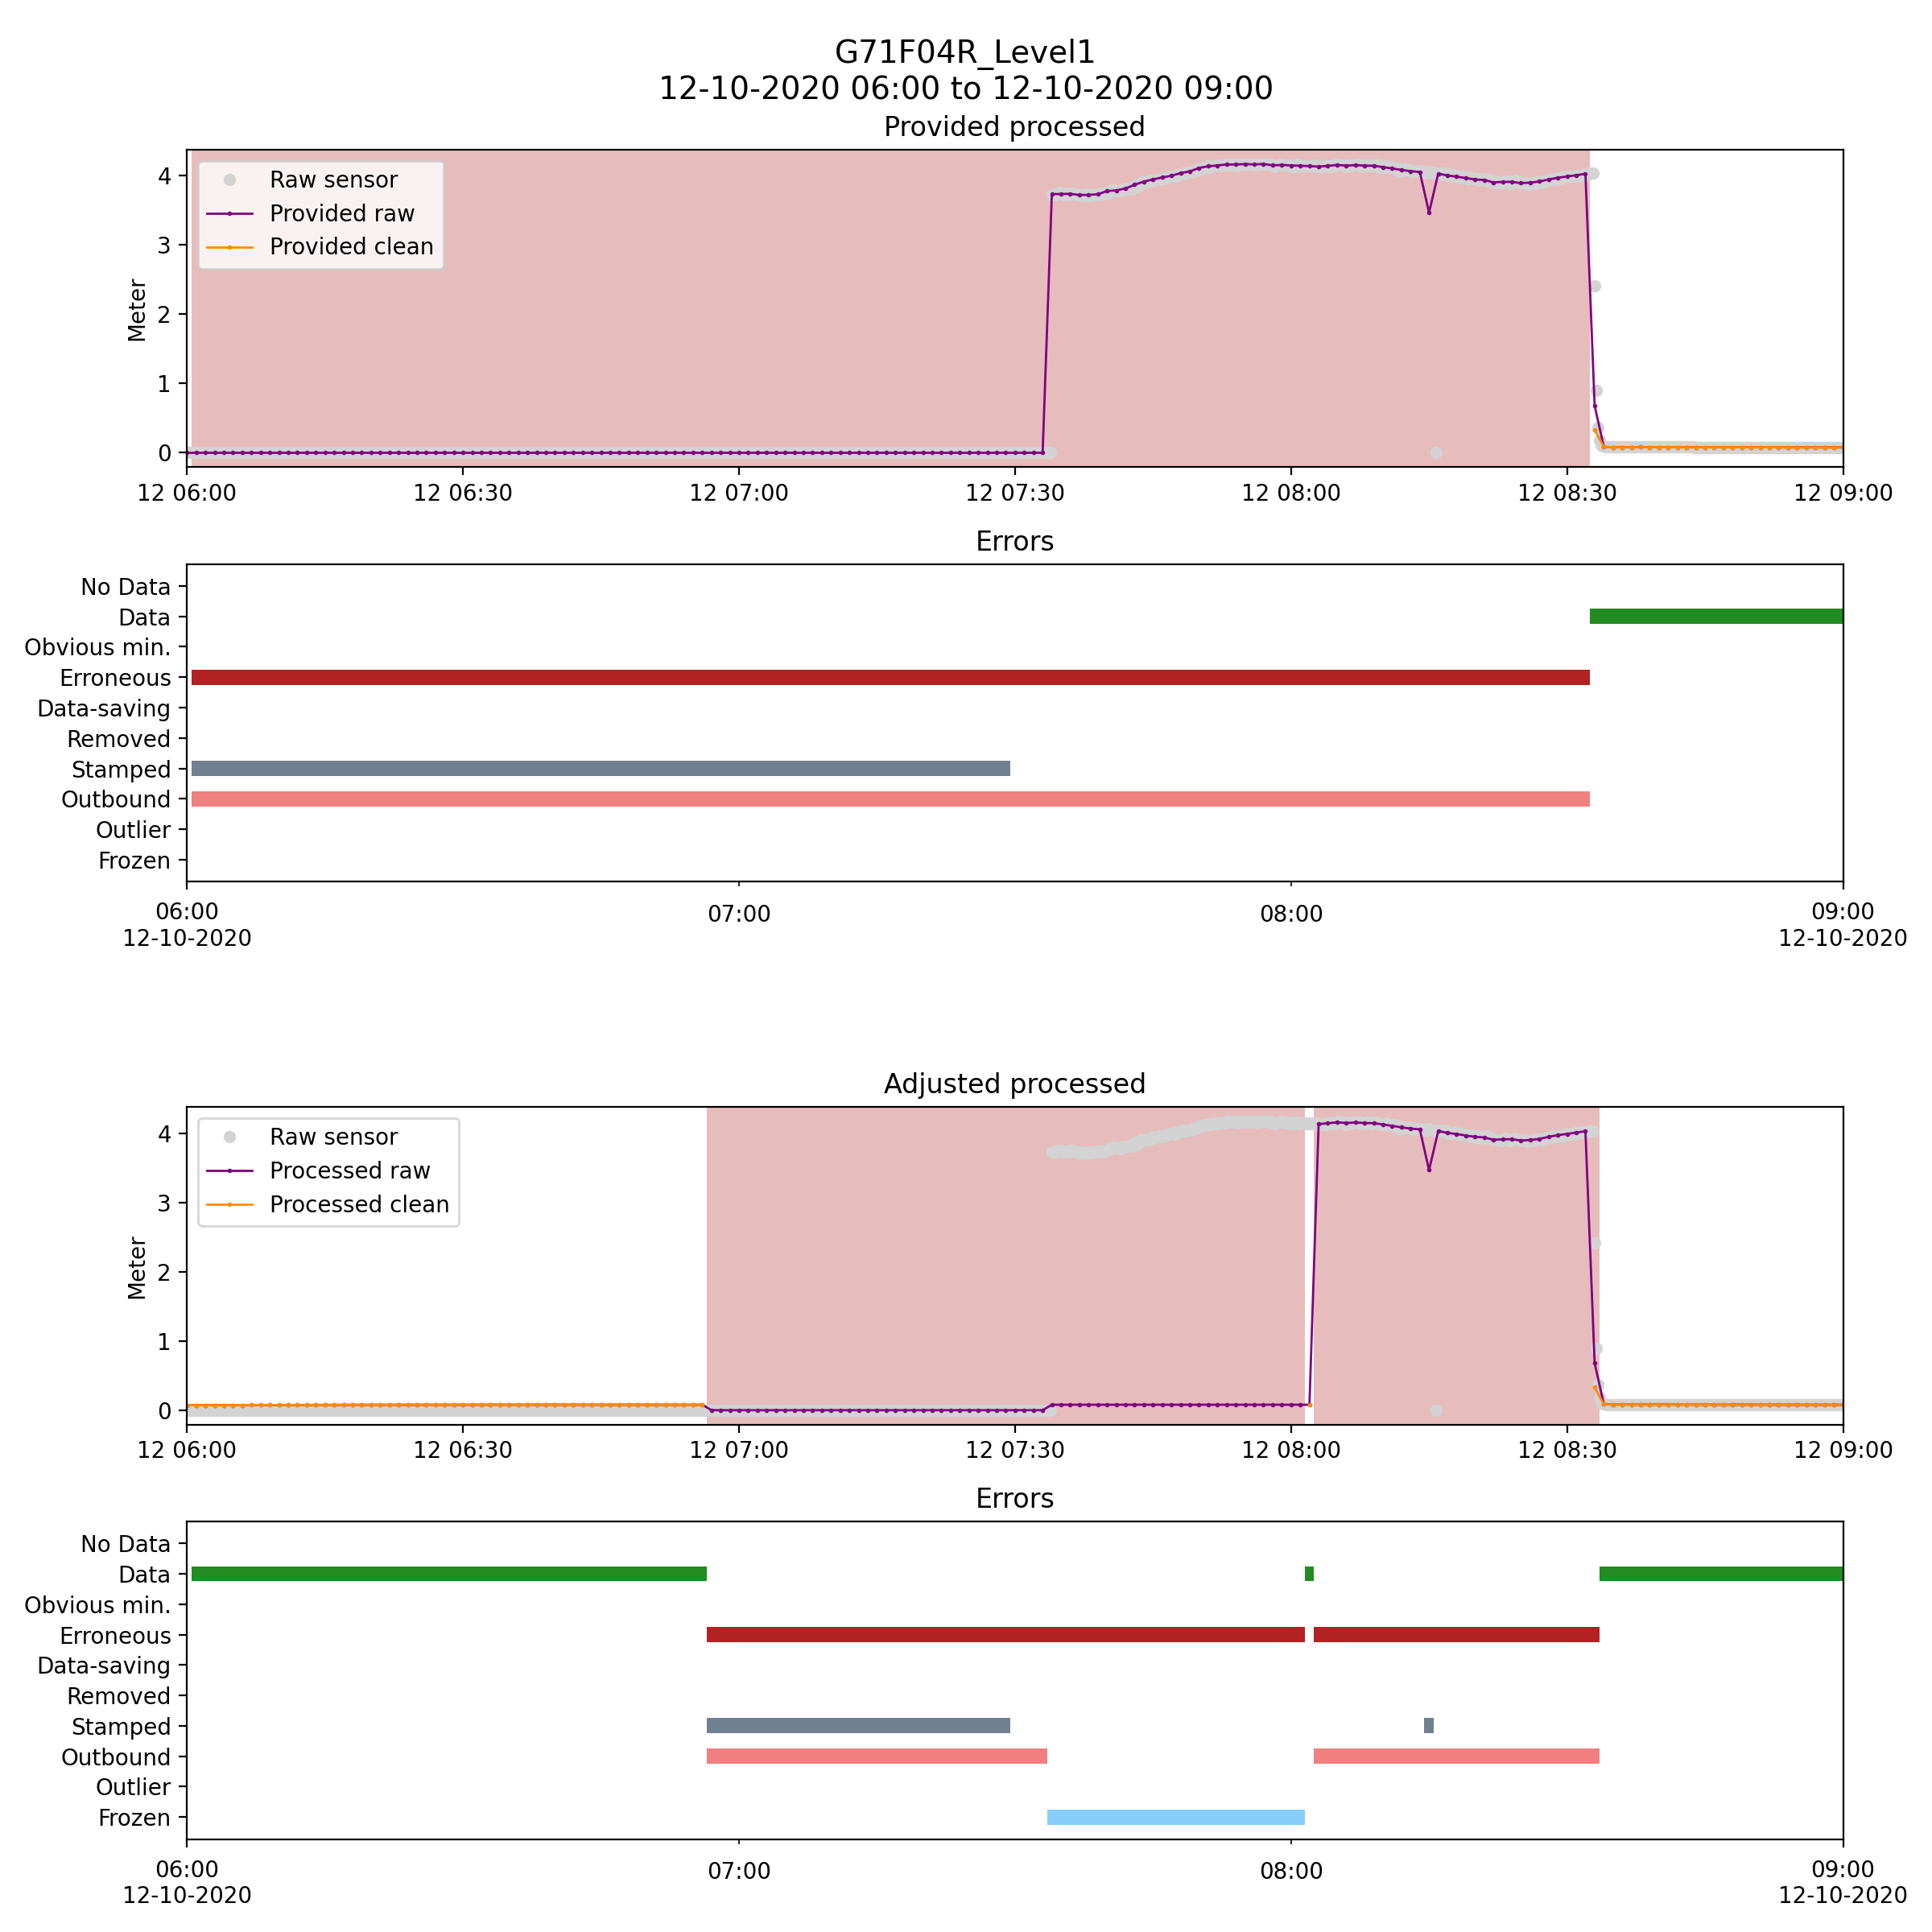 G71F04R_Level1
12-10-2020 06:00 to 12-10-2020 09:00
Provided processed
Raw sensor
Provided raw
Provided clean
Meter
4
3
2
1
0
12 06:00 12 06:30 12 07:00 12 07:30 12 08:00 12 08:30 12 09:00
Errors
No Data
Data
Obvious min.
Erroneous
Data-saving
Removed
Stamped
Outbound
Outlier
Frozen
06:00 07:00 08:00 09:00
12-10-2020 12-10-2020
Adjusted processed
Raw sensor
Processed raw
Processed clean
Meter
4
3
2
1
0
12 06:00 12 06:30 12 07:00 12 07:30 12 08:00 12 08:30 12 09:00
Errors
No Data
Data
Obvious min.
Erroneous
Data-saving
Removed
Stamped
Outbound
Outlier
Frozen
06:00 07:00 08:00 09:00
12-10-2020 12-10-2020